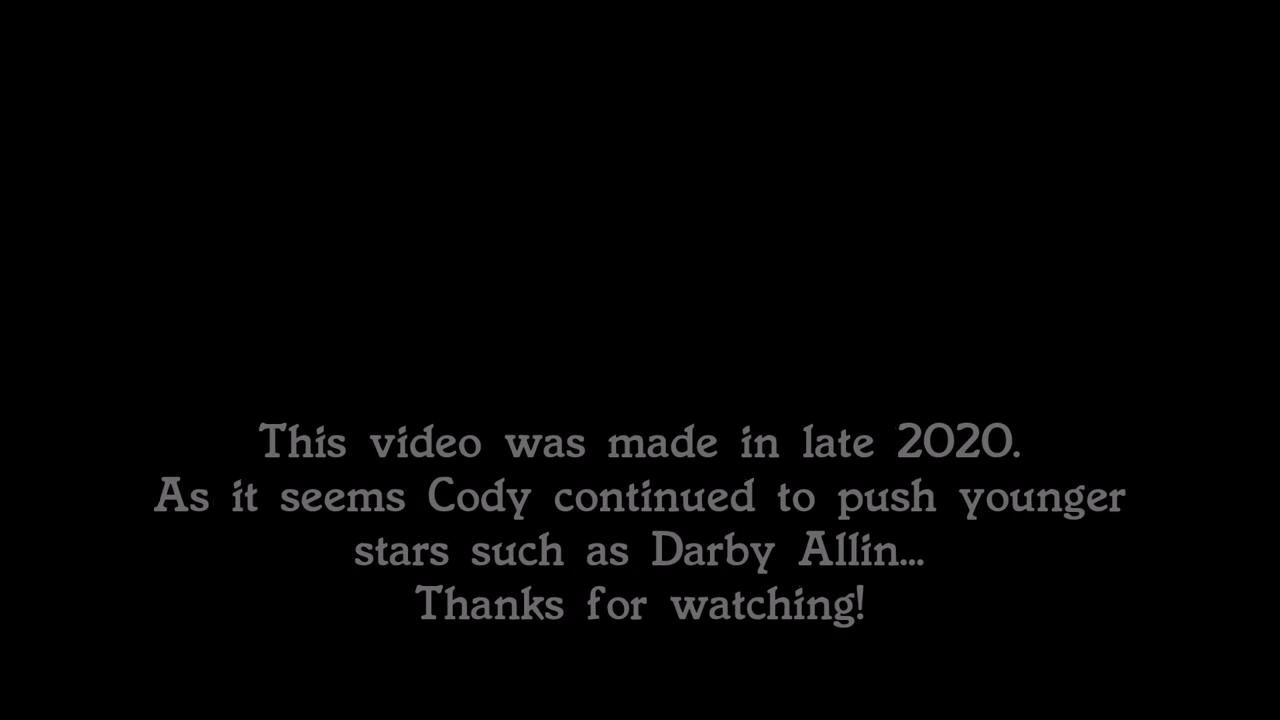 This video was made in late 2020.
As it seems Cody continued to push younger
stars such as Darby Allin...
Thanks for watching!